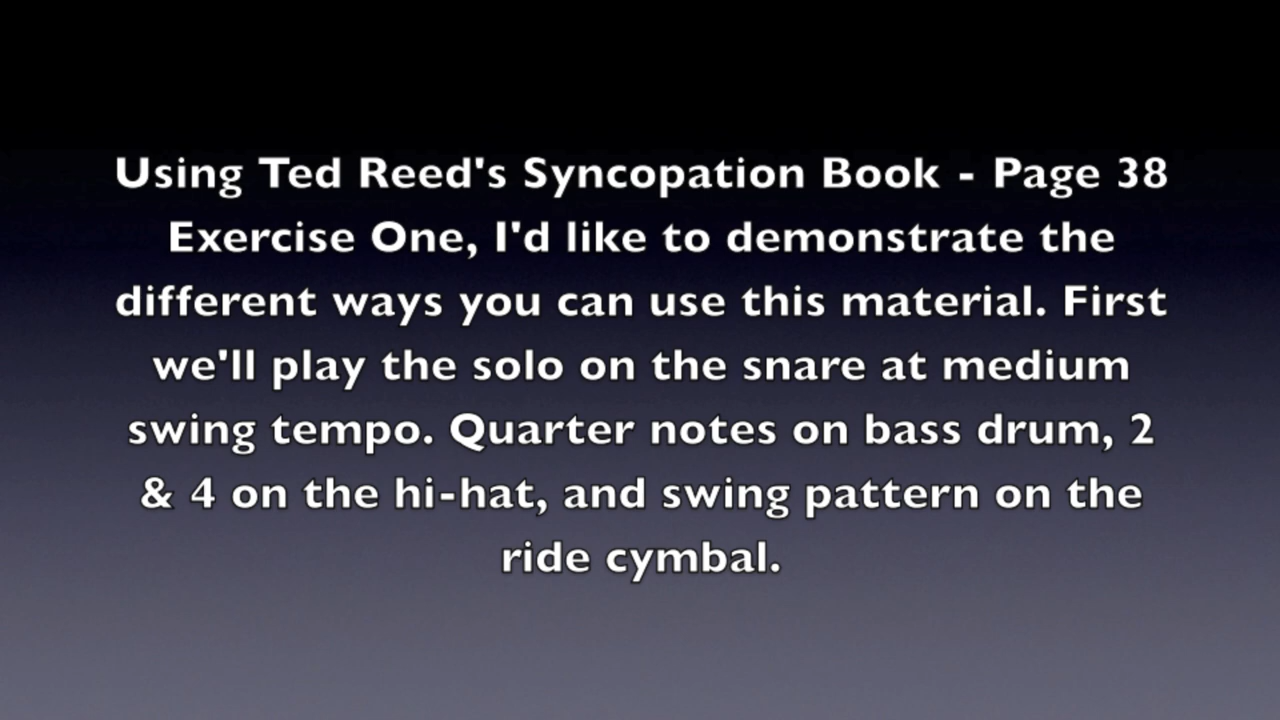 Using Ted Reed's Syncopation Book - Page 38
Exercise One, I'd like to demonstrate the
different ways you can use this material. First
we'll play the solo on the snare at medium
swing tempo. Quarter notes on bass drum, 2
& 4 on the hi-hat, and swing pattern on the
ride cymbal.